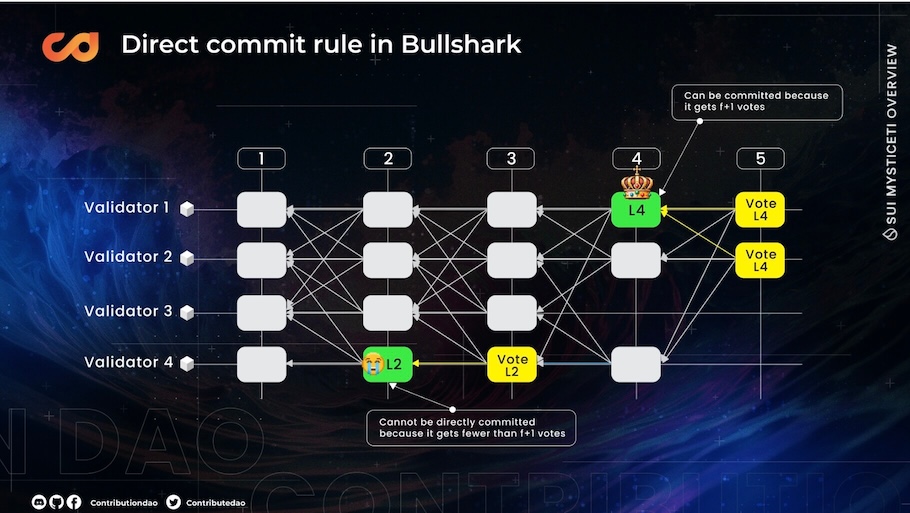 Direct commit rule in Bullshark
Can be committed because
it gets f+1 votes
SUI MYSTICETI OVERVIEW
1
2
3
4
5
Validator 1
L4
Vote
L4
Validator 2
Vote
L4
Validator 3
Validator 4
L2
Vote
L2
Cannot be directly committed
because it gets fewer than f+1 votes
N DAO
CONTRIBUTIO
Contributiondao
Contributedao